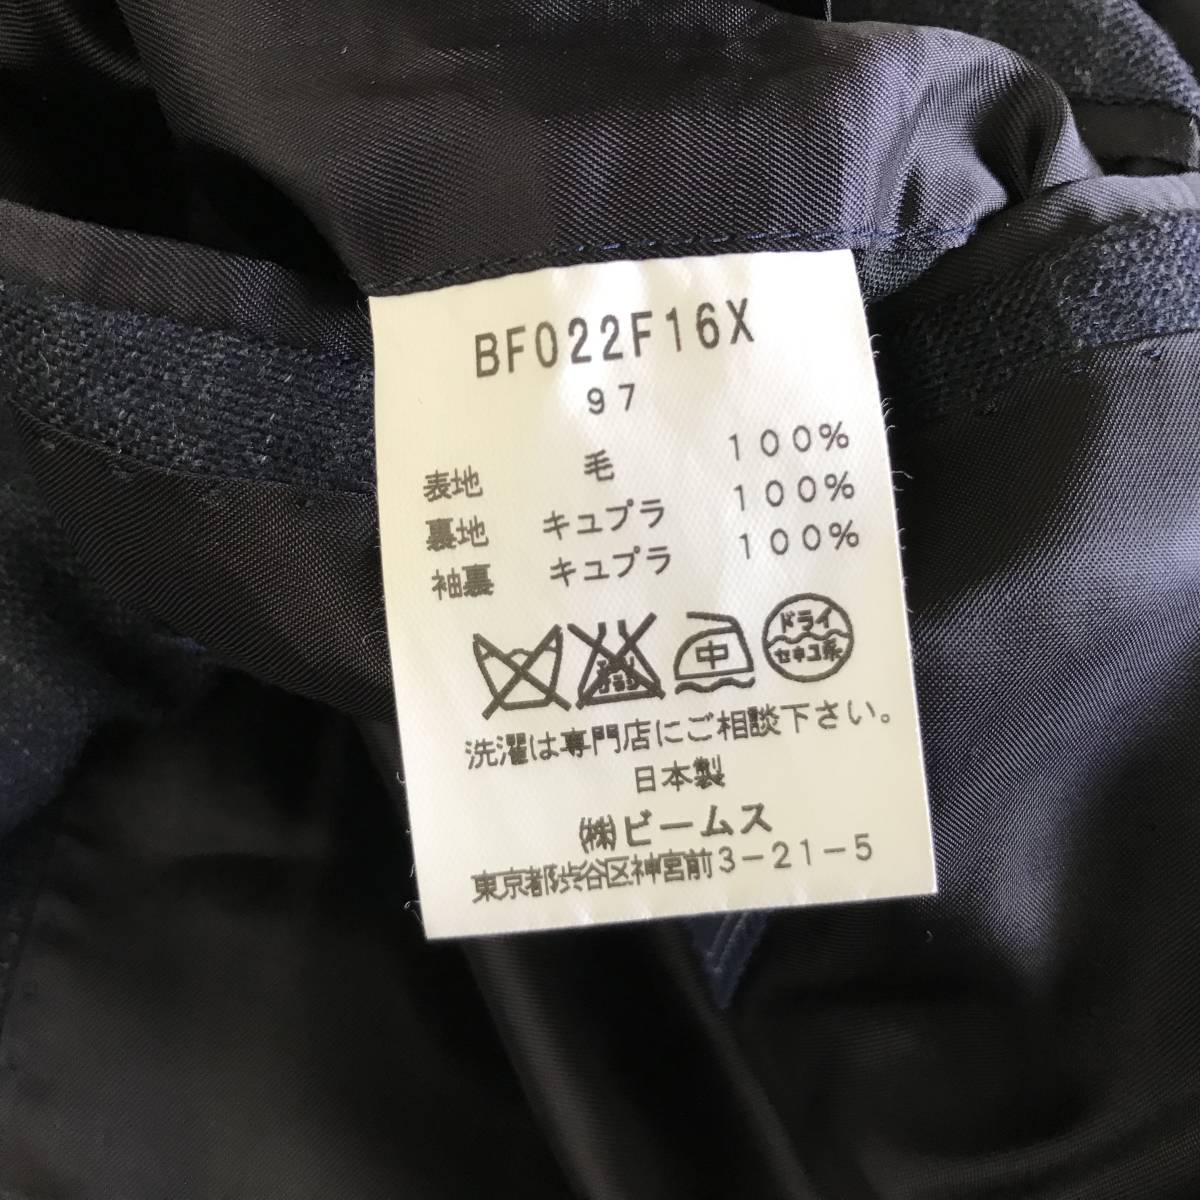 BF022F16X
97
表地 毛 100%
裏地 キュプラ 100%
袖裏 キュプラ 100%
中 ドライ
セキユ系
洗濯は専門店にご相談下さい。
日本製
㈱ビームス
東京都渋谷区神宮前3-21-5